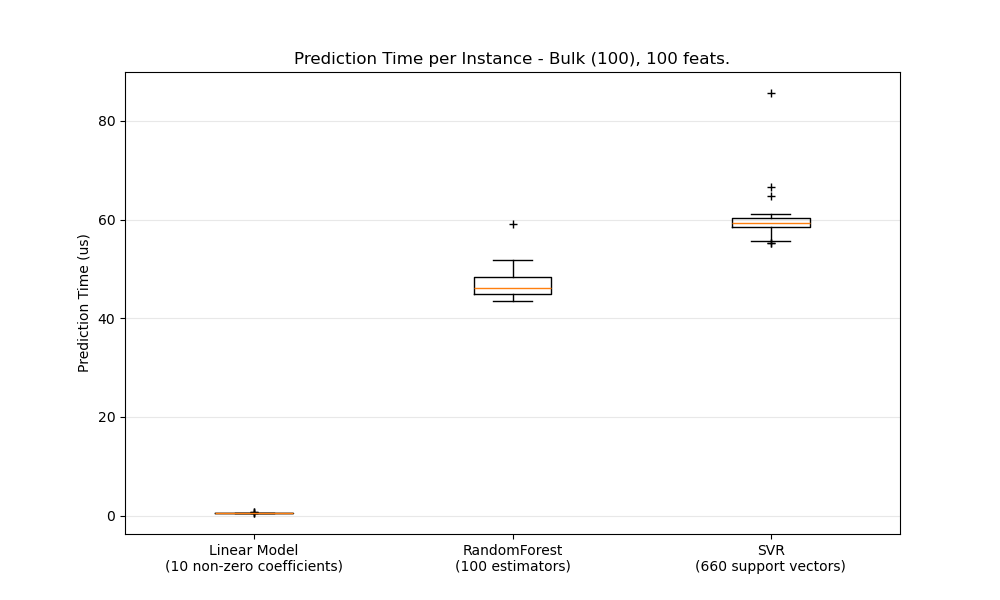 Prediction Time per Instance - Bulk (100), 100 feats.
Prediction Time (us)
80
60
40
20
0
Linear Model
(10 non-zero coefficients)
RandomForest
(100 estimators)
SVR
(660 support vectors)